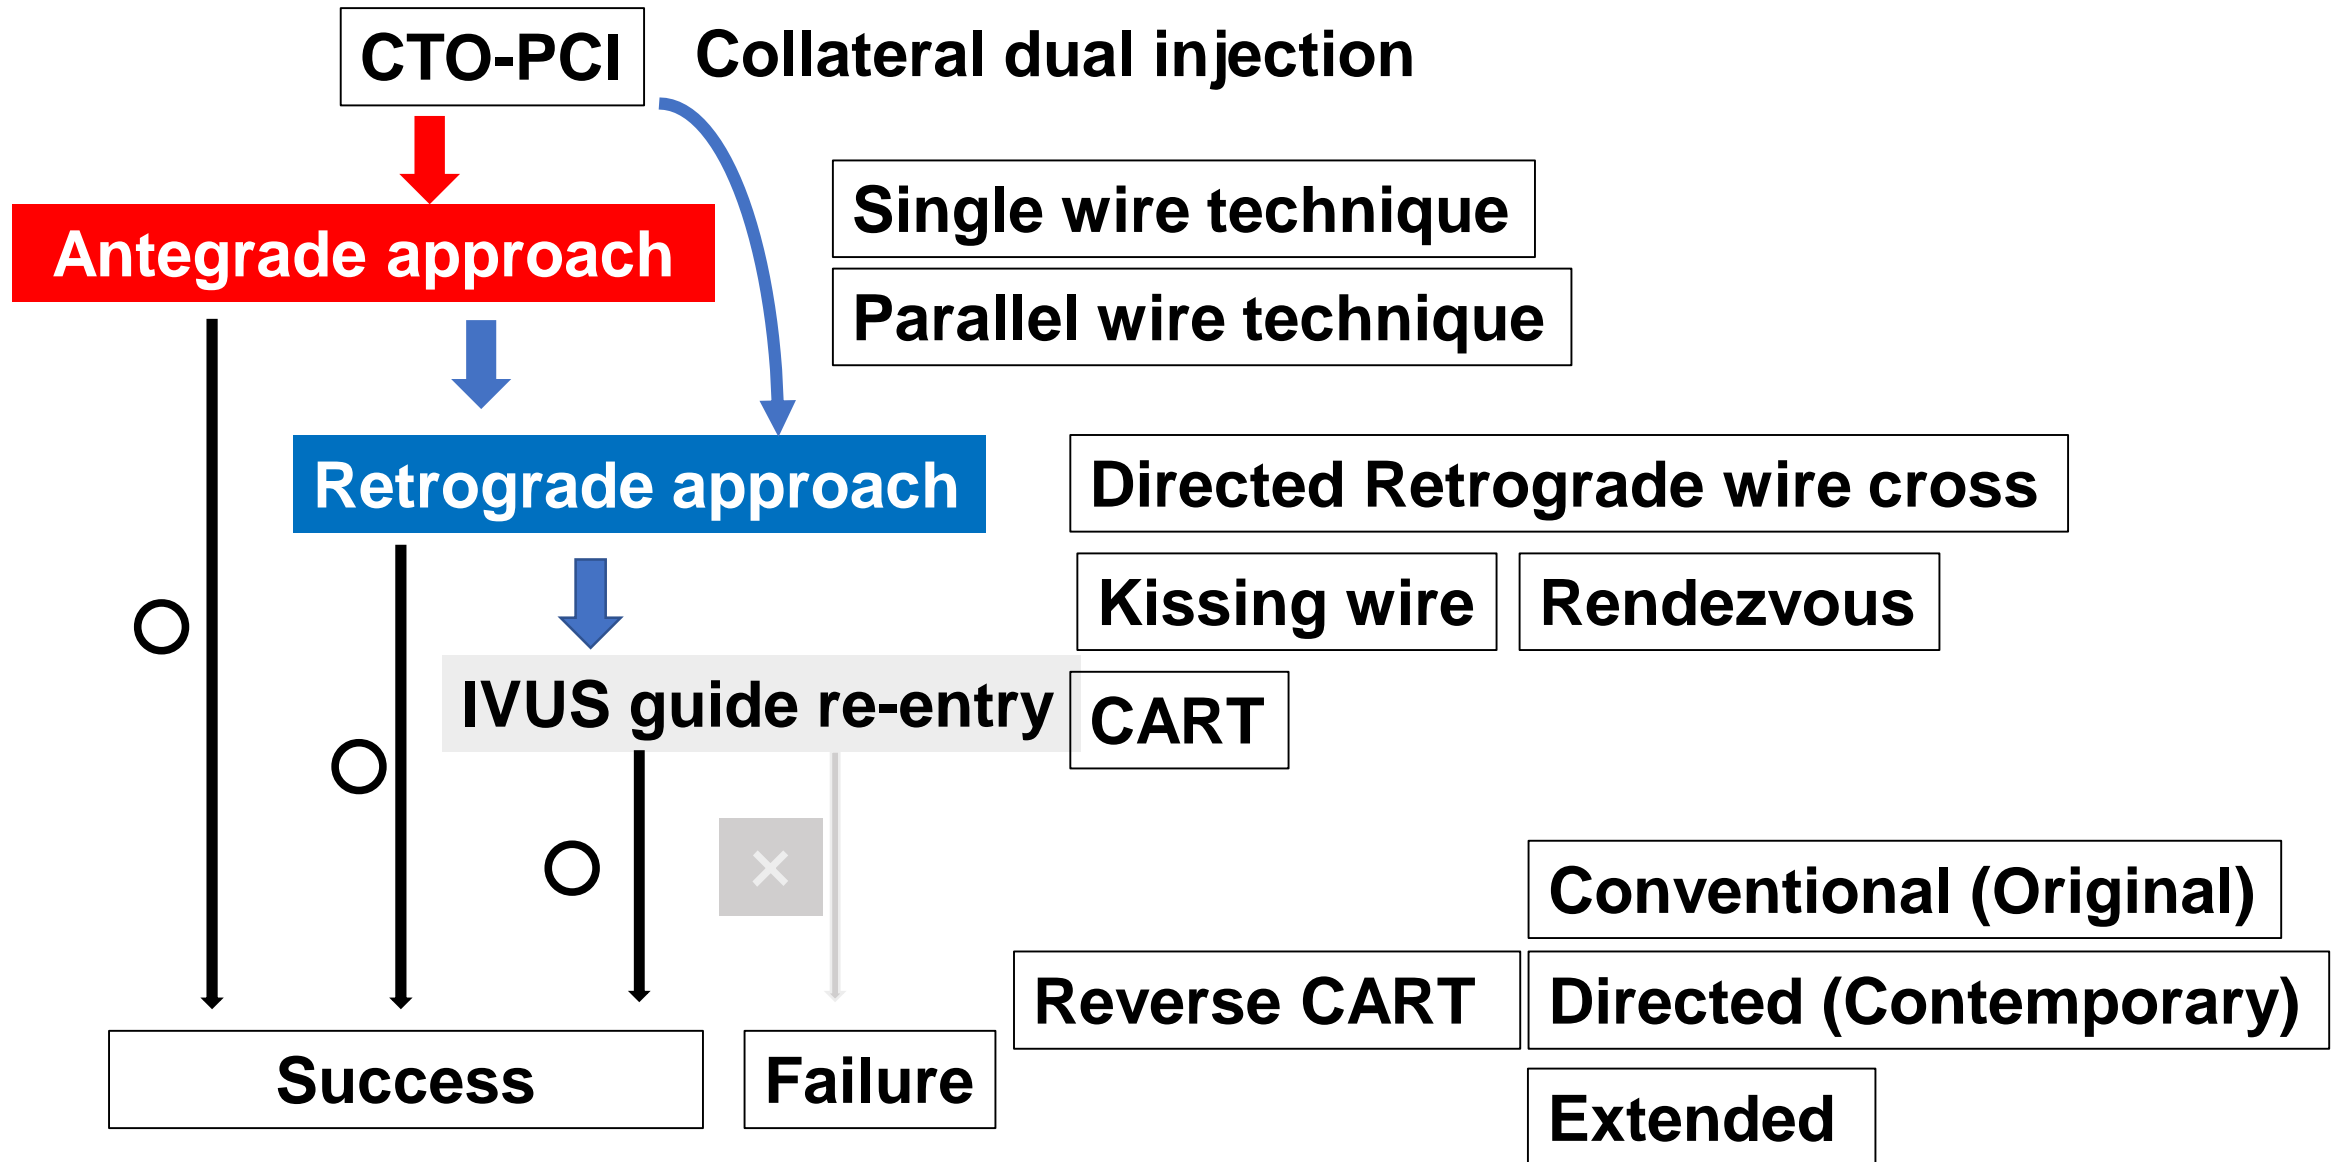 CTO-PCI
Collateral dual injection
Single wire technique
Antegrade approach
Parallel wire technique
Retrograde approach
Directed Retrograde wire cross
Kissing wire
Rendezvous
IVUS guide re-entry
CART
×
Conventional (Original)
Reverse CART
Directed (Contemporary)
Success
Failure
Extended